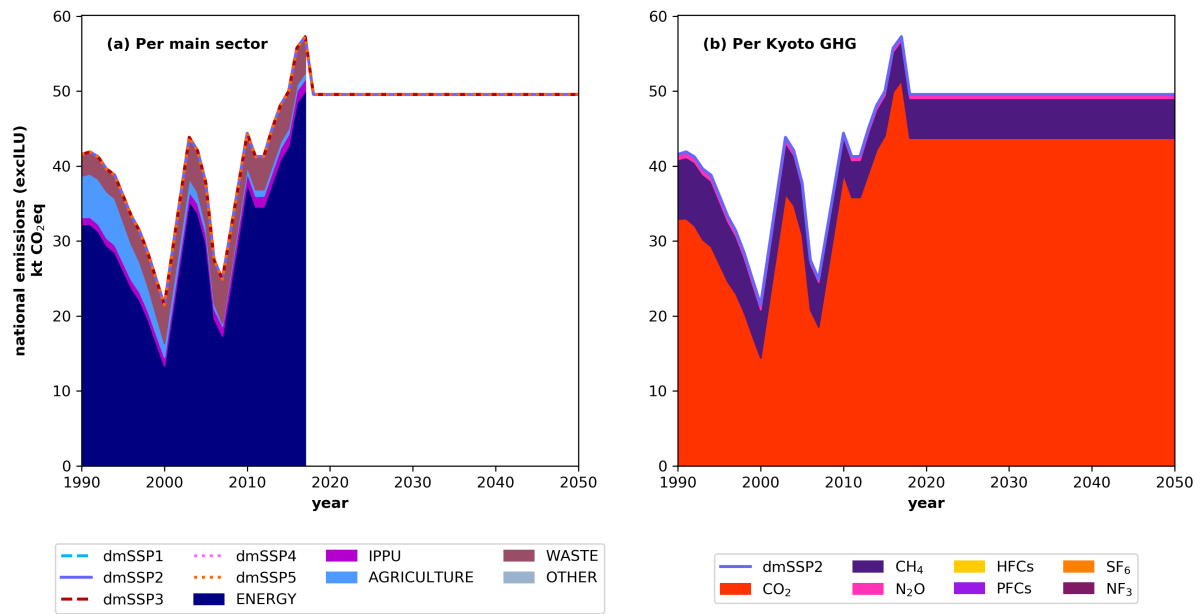 (a) Per main sector
national emissions (exclLU)
kt CO₂eq
60
50
40
30
20
10
0
1990 2000 2010 2020 2030 2040 2050
year
dmSSP1 dmSSP4 IPPU WASTE
dmSSP2 dmSSP5 AGRICULTURE OTHER
dmSSP3 ENERGY
(b) Per Kyoto GHG
60
50
40
30
20
10
0
1990 2000 2010 2020 2030 2040 2050
year
dmSSP2 CH₄ HFCs SF₆
CO₂ N₂O PFCs NF₃